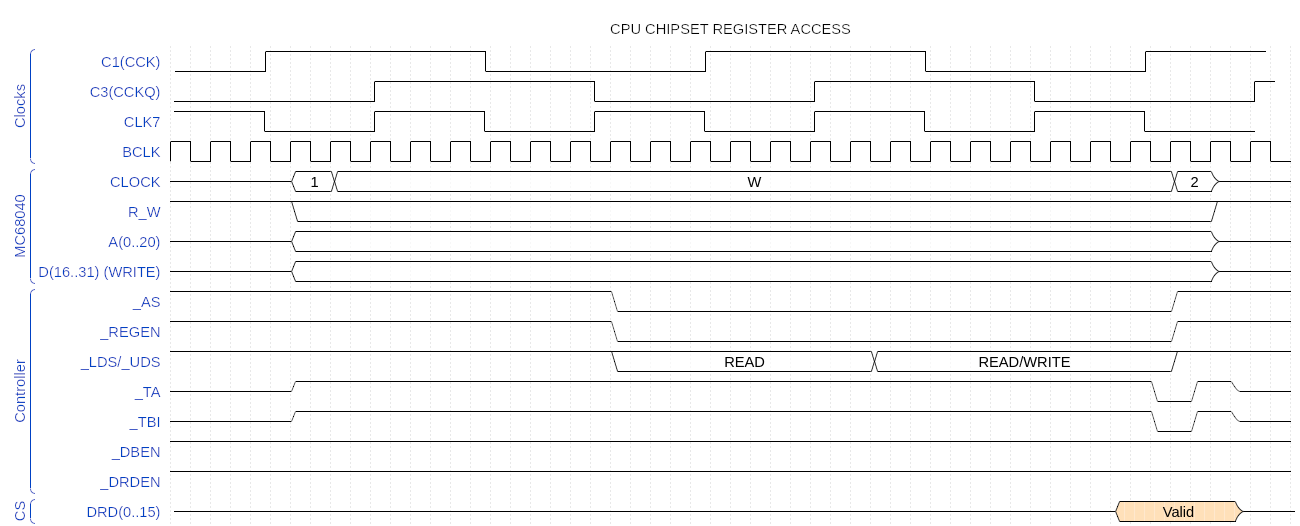 CPU CHIPSET REGISTER ACCESS
Clocks
C1(CCK)
C3(CCKQ)
CLK7
BCLK
MC68040
CLOCK 1 W 2
R_W
A(0..20)
D(16..31) (WRITE)
Controller
_AS
_REGEN
_LDS/_UDS READ READ/WRITE
_TA
_TBI
_DBEN
_DRDEN
CS
DRD(0..15) Valid